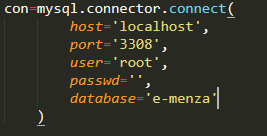 con=mysql.connector.connect(
host='localhost',
port='3308',
user='root',
passwd='',
database='e-menza'
)